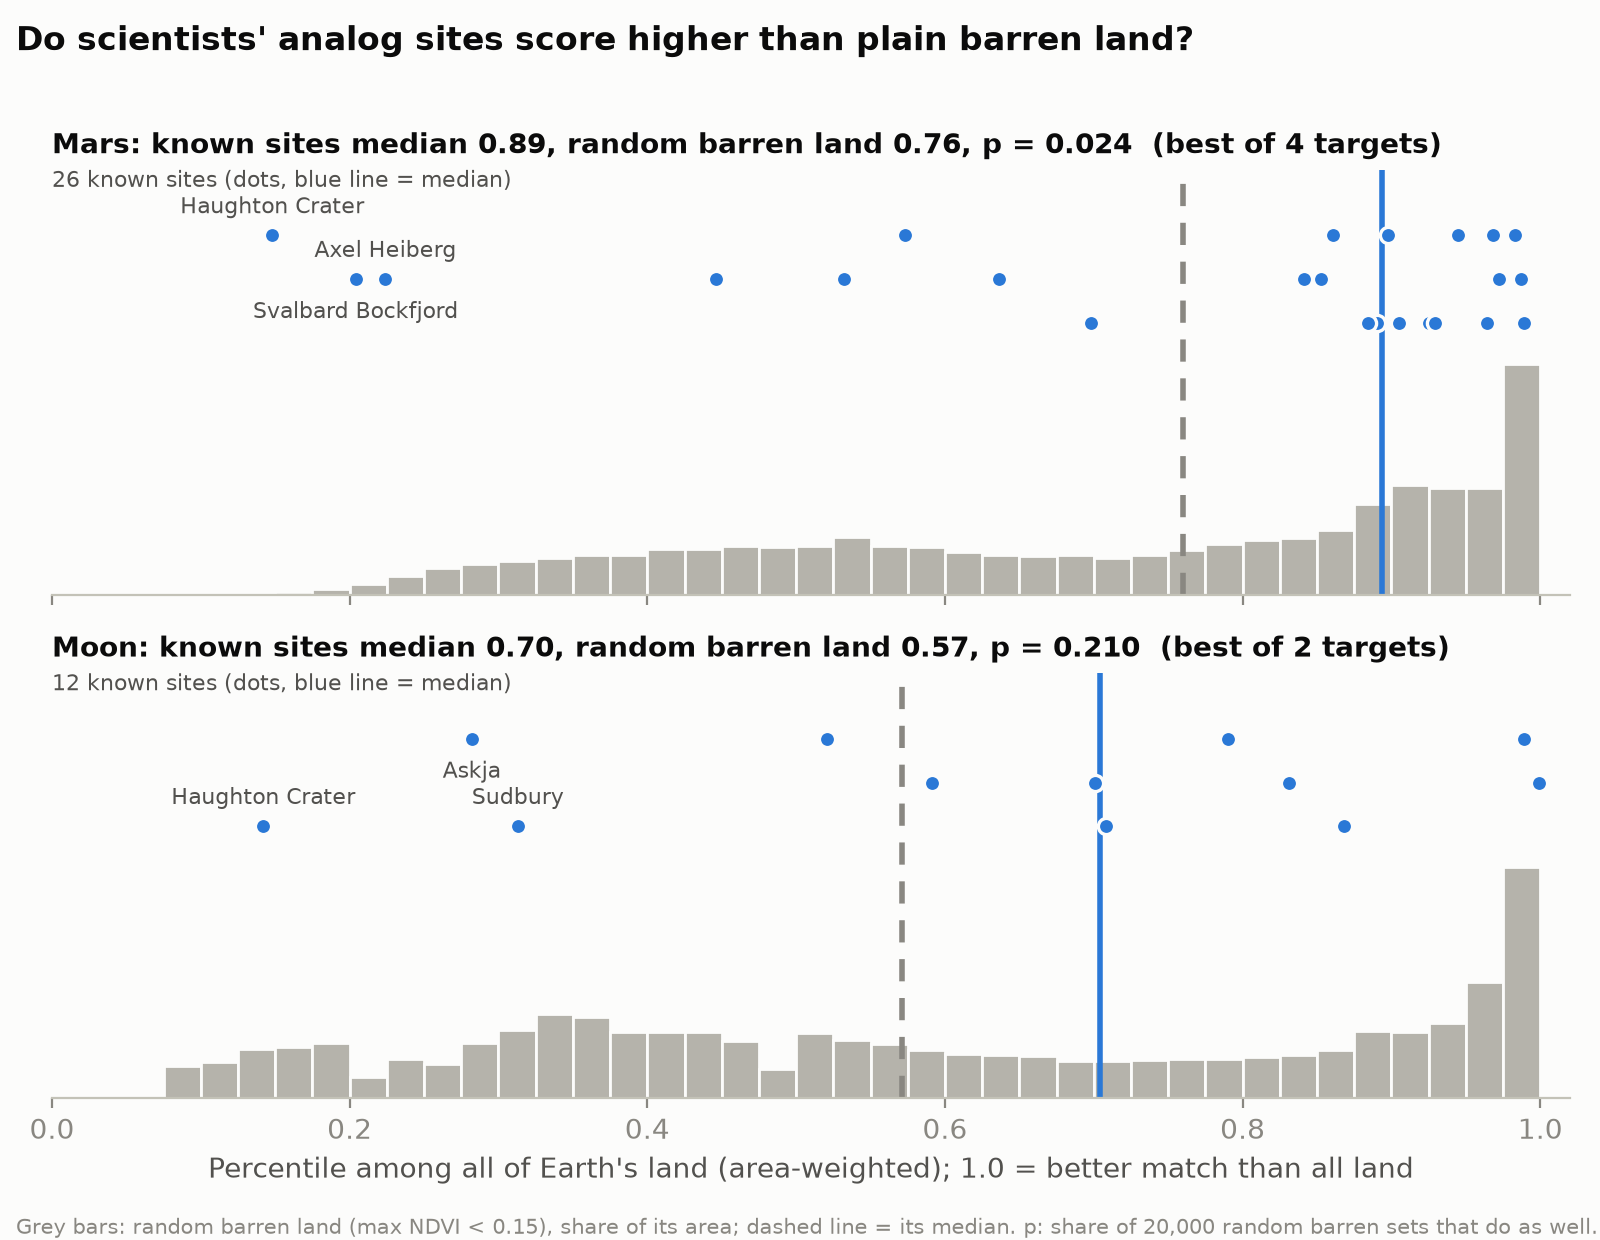 Do scientists' analog sites score higher than plain barren land?
Mars: known sites median 0.89, random barren land 0.76, p = 0.024  (best of 4 targets)
26 known sites (dots, blue line = median)
Haughton Crater
Axel Heiberg
Svalbard Bockfjord
Moon: known sites median 0.70, random barren land 0.57, p = 0.210  (best of 2 targets)
12 known sites (dots, blue line = median)
Askja
Haughton Crater
Sudbury
0.0
0.2
0.4
0.6
0.8
1.0
Percentile among all of Earth's land (area-weighted); 1.0 = better match than all land
Grey bars: random barren land (max NDVI < 0.15), share of its area; dashed line = its median. p: share of 20,000 random barren sets that do as well.